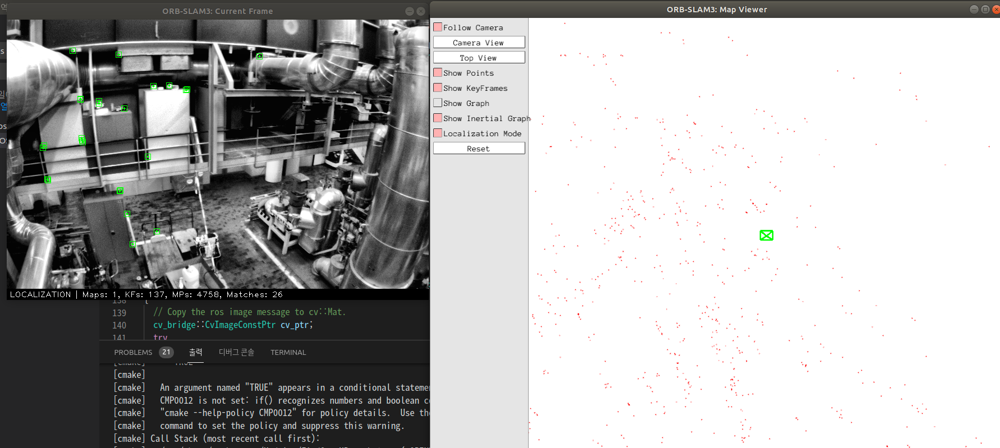 ORB-SLAM3: Current Frame
LOCALIZATION | Maps: 1, KFs: 137, MPs: 4758, Matches: 26
138 {
139 // Copy the ros image message to cv::Mat.
140 cv_bridge::CvImageConstPtr cv_ptr;
141 try
PROBLEMS 21 출력 디버그 콘솔 TERMINAL
[cmake] TRUE
[cmake]
[cmake] An argument named "TRUE" appears in a conditional stateme
[cmake] CMP0012 is not set: if() recognizes numbers and boolean c
[cmake] "cmake --help-policy CMP0012" for policy details. Use the
[cmake] command to set the policy and suppress this warning.
[cmake] Call Stack (most recent call first):
ORB-SLAM3: Map Viewer
Follow Camera
Camera View
Top View
Show Points
Show KeyFrames
Show Graph
Show Inertial Graph
Localization Mode
Reset